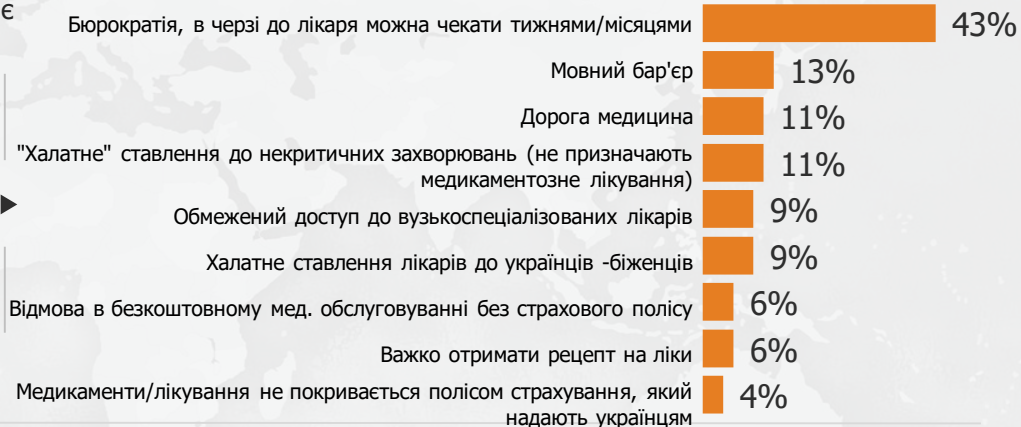 є
Бюрократія, в черзі до лікаря можна чекати тижнями/місяцями 43%
Мовний бар'єр 13%
Дорога медицина 11%
"Халатне" ставлення до некритичних захворювань (не призначають
медикаментозне лікування) 11%
Обмежений доступ до вузькоспеціалізованих лікарів 9%
Халатне ставлення лікарів до українців -біженців 9%
Відмова в безкоштовному мед. обслуговуванні без страхового полісу 6%
Важко отримати рецепт на ліки 6%
Медикаменти/лікування не покривається полісом страхування, який
надають українцям 4%